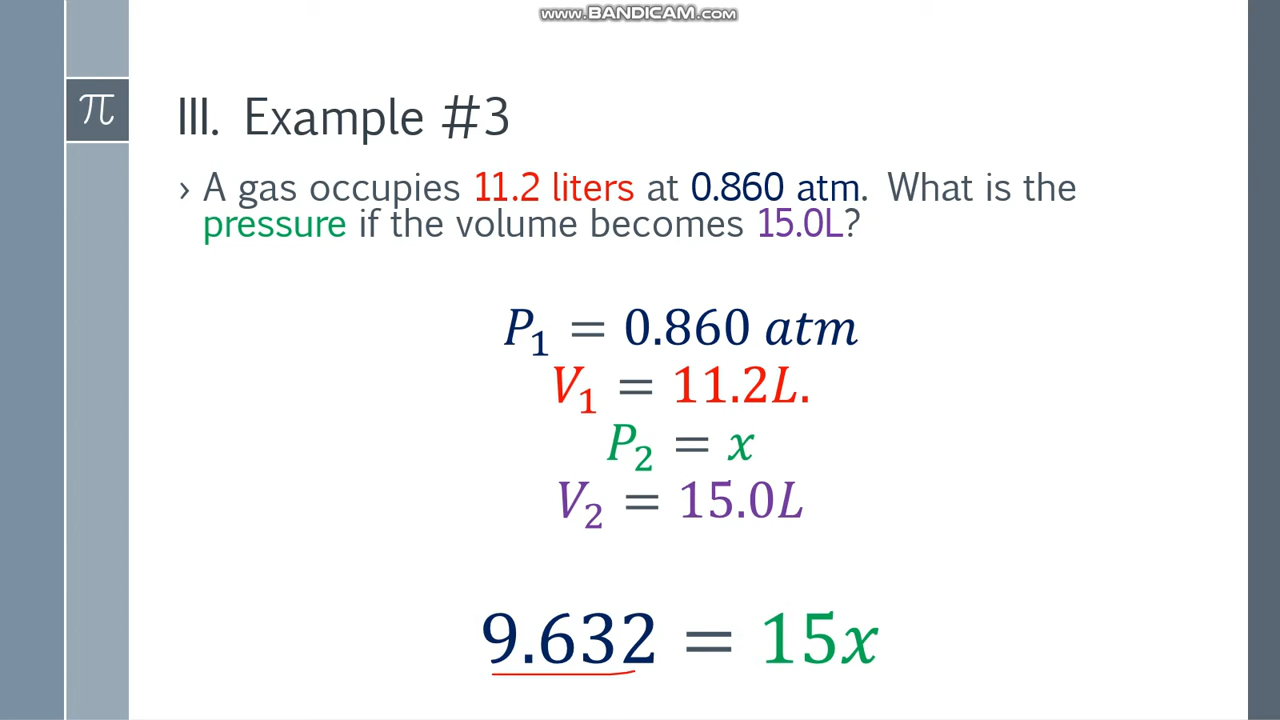 www.BANDICAM.com
π
III. Example #3
› A gas occupies 11.2 liters at 0.860 atm. What is the
pressure if the volume becomes 15.0L?
P₁ = 0.860 atm
V₁ = 11.2L.
P₂ = x
V₂ = 15.0L
9.632 = 15x